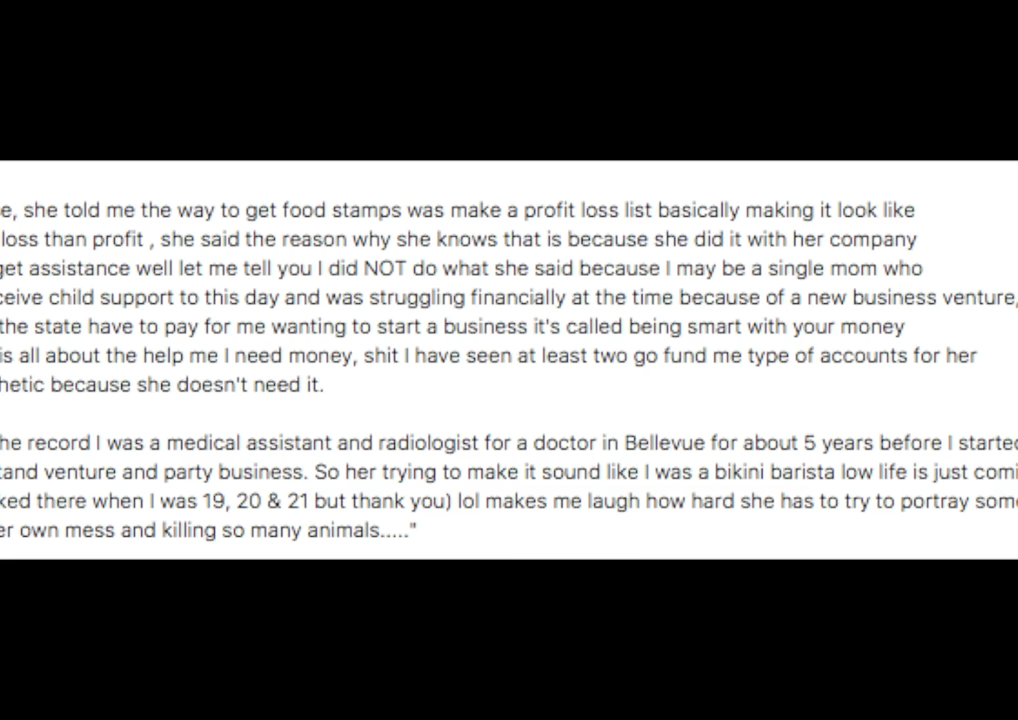 e, she told me the way to get food stamps was make a profit loss list basically making it look like
loss than profit , she said the reason why she knows that is because she did it with her company
get assistance well let me tell you I did NOT do what she said because I may be a single mom who
ceive child support to this day and was struggling financially at the time because of a new business venture,
the state have to pay for me wanting to start a business it's called being smart with your money
is all about the help me I need money, shit I have seen at least two go fund me type of accounts for her
hetic because she doesn't need it.
he record I was a medical assistant and radiologist for a doctor in Bellevue for about 5 years before I started
tand venture and party business. So her trying to make it sound like I was a bikini barista low life is just comi
ked there when I was 19, 20 & 21 but thank you) lol makes me laugh how hard she has to try to portray som
er own mess and killing so many animals....."